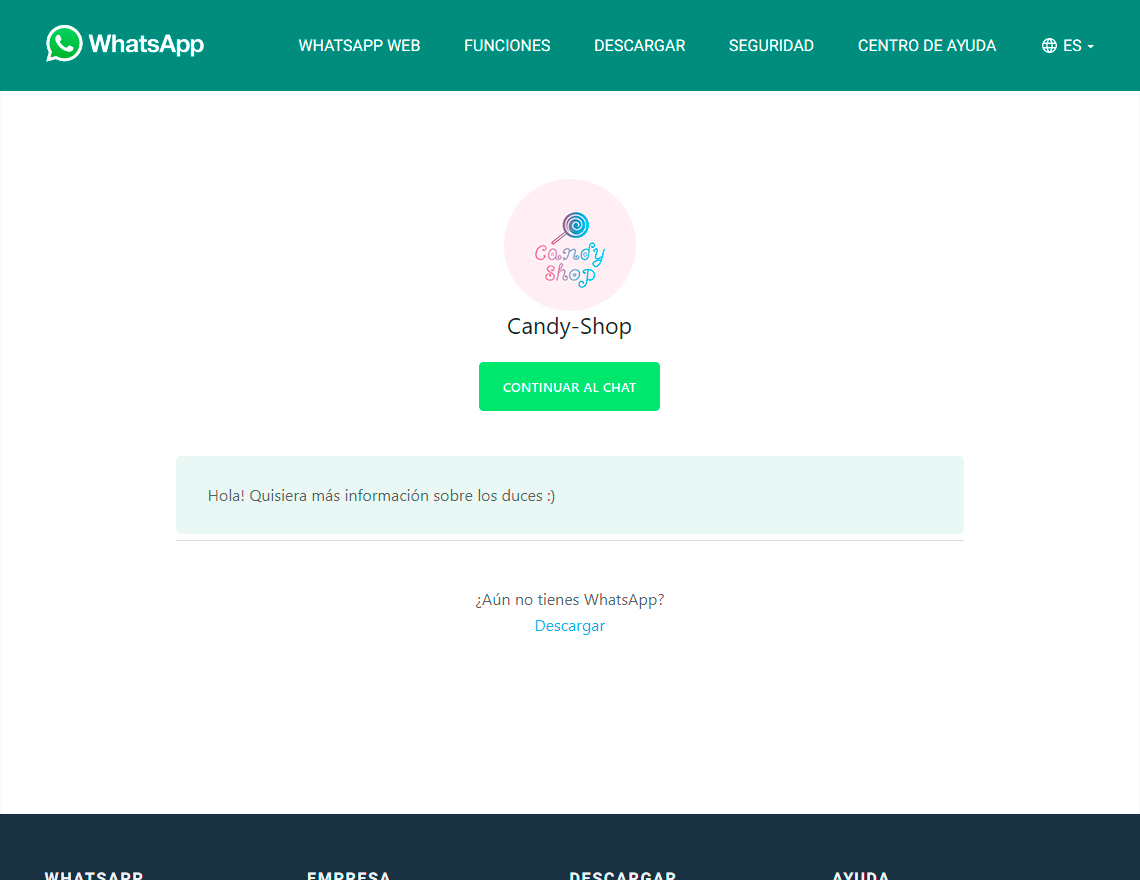 WhatsApp
WHATSAPP WEB FUNCIONES DESCARGAR SEGURIDAD CENTRO DE AYUDA ES
Candy
Shop
Candy-Shop
CONTINUAR AL CHAT
Hola! Quisiera más información sobre los duces :)
¿Aún no tienes WhatsApp?
Descargar
WHATSAPP EMPRESA DESCARGAR AYUDA